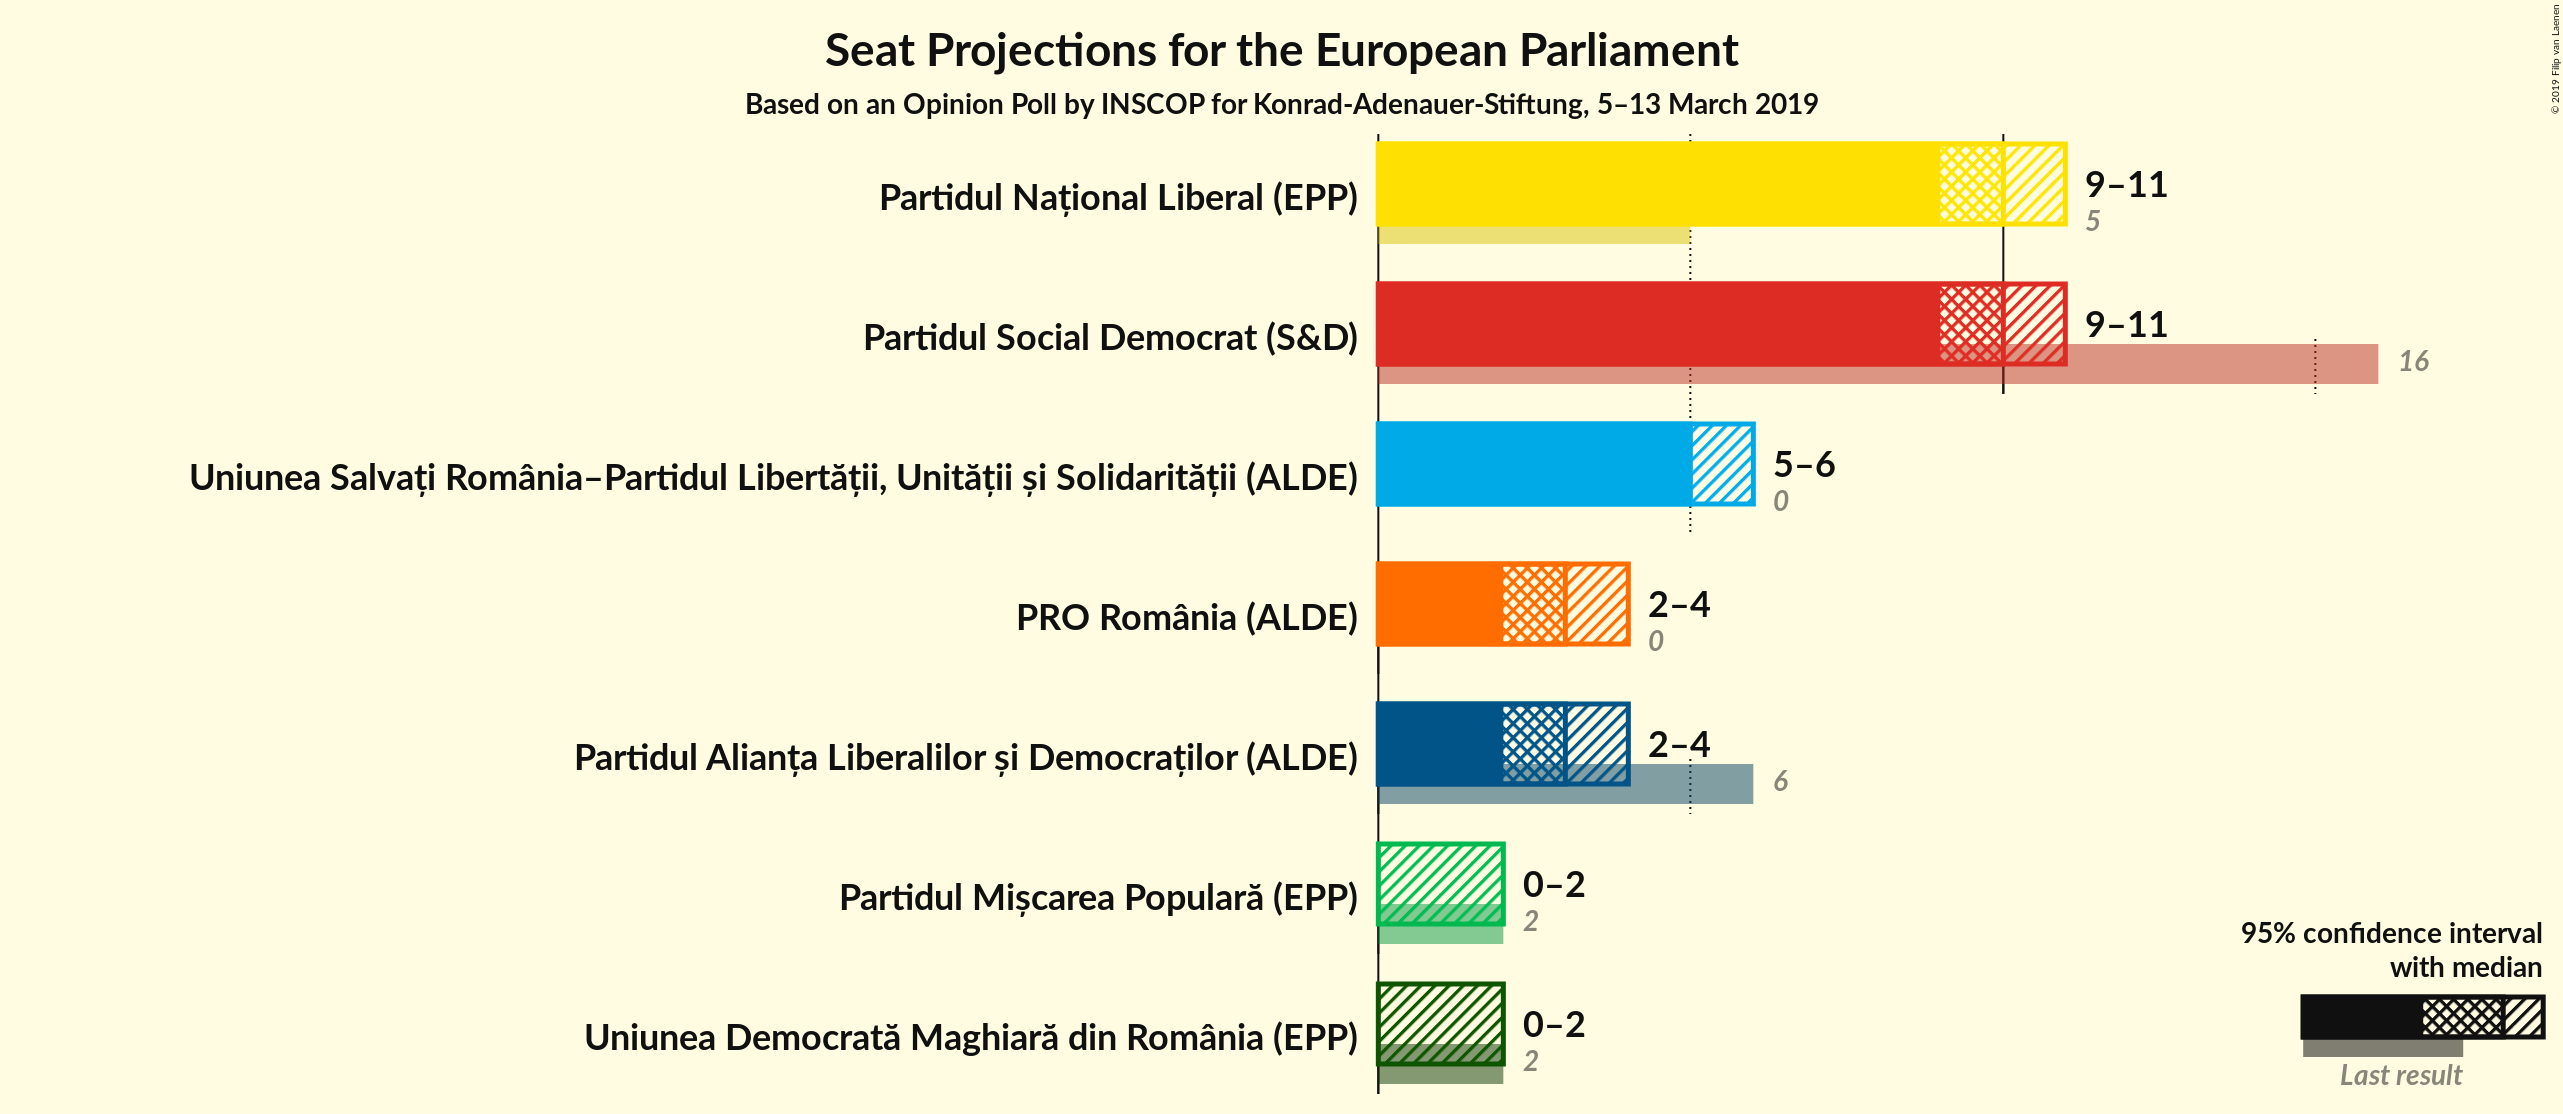 Seat Projections for the European Parliament
Based on an Opinion Poll by INSCOP for Konrad-Adenauer-Stiftung, 5–13 March 2019
© 2019 Filip van Laenen
Partidul Național Liberal (EPP)
9–11
5
Partidul Social Democrat (S&D)
9–11
16
Uniunea Salvați România–Partidul Libertății, Unității și Solidarității (ALDE)
5–6
0
PRO România (ALDE)
2–4
0
Partidul Alianța Liberalilor și Democraților (ALDE)
2–4
6
Partidul Mișcarea Populară (EPP)
0–2
2
Uniunea Democrată Maghiară din România (EPP)
0–2
2
95% confidence interval
with median
Last result